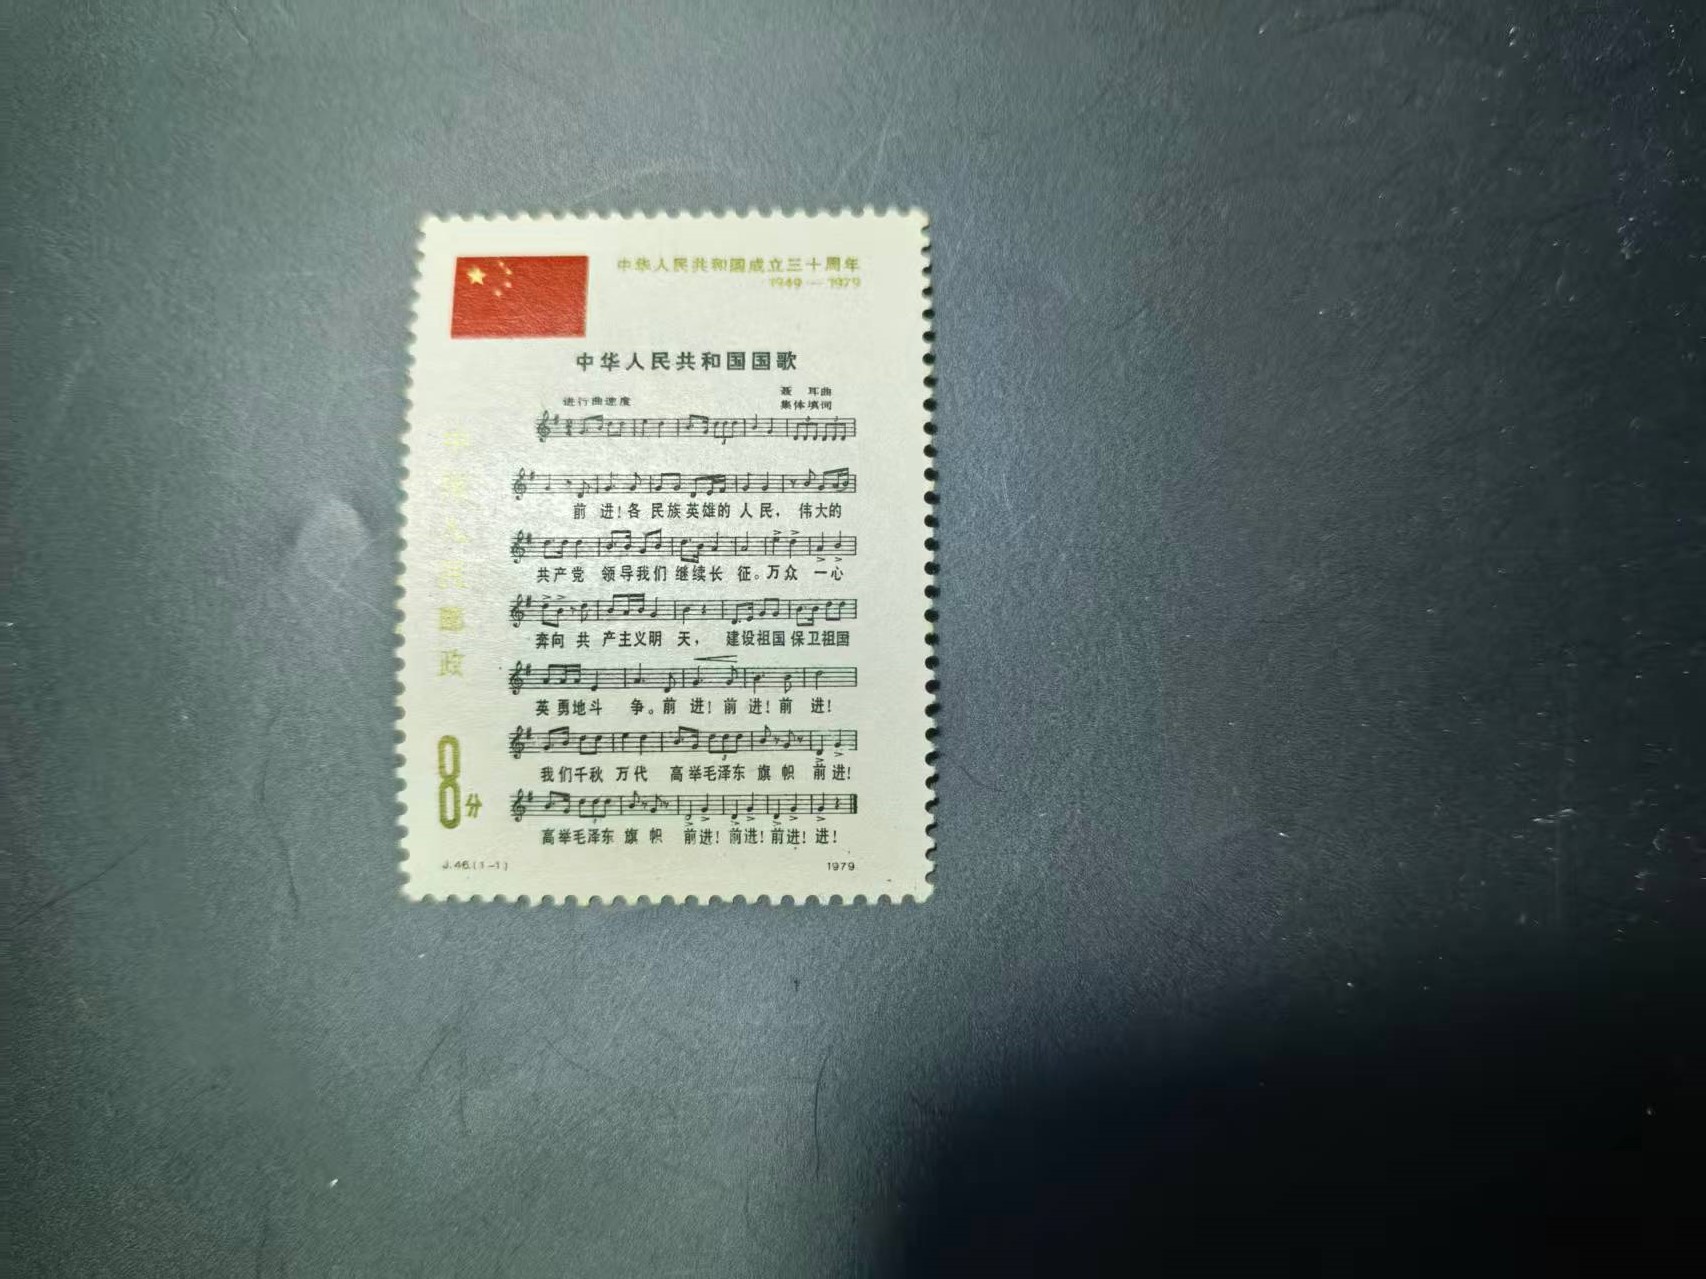 中华人民共和国成立三十周年
1949—1979
中华人民共和国国歌
进行曲速度
聂 耳曲
集体填词
前 进!各 民族 英雄的 人 民, 伟大的
共产党 领导我们 继续长 征。万众 一心
奔向 共 产主义明 天, 建设祖国 保卫祖国
英 勇地斗 争。前 进! 前 进! 前 进!
我们千秋 万代 高举毛泽东 旗 帜 前进!
高举毛泽东 旗 帜 前进! 前进! 前进! 进!
中国人民邮政
8分
J.46.(1-1)
1979